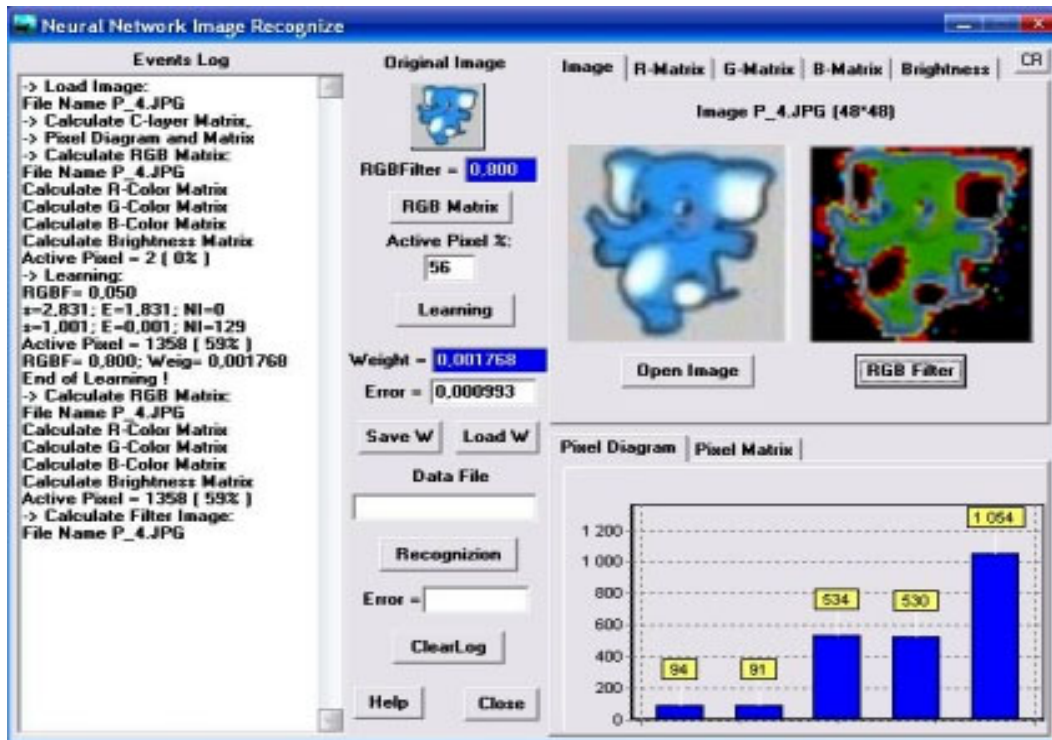 Neural Network Image Recognize
Events Log
-> Load Image:
File Name P_4.JPG
-> Calculate C-layer Matrix,
-> Pixel Diagram and Matrix
-> Calculate RGB Matrix:
File Name P_4.JPG
Calculate R-Color Matrix
Calculate G-Color Matrix
Calculate B-Color Matrix
Calculate Brightness Matrix
Active Pixel = 2 ( 0% )
-> Learning:
RGBF= 0,050
s=2,831; E=1,831; NI=0
s=1,001; E=0,001; NI=129
Active Pixel = 1358 ( 59% )
RGBF= 0,800; Weig= 0,001768
End of Learning !
-> Calculate RGB Matrix:
File Name P_4.JPG
Calculate R-Color Matrix
Calculate G-Color Matrix
Calculate B-Color Matrix
Calculate Brightness Matrix
Active Pixel = 1358 ( 59% )
-> Calculate Filter Image:
File Name P_4.JPG
Original Image
RGBFilter = 0,800
RGB Matrix
Active Pixel %:
56
Learning
Weight = 0,001768
Error = 0,000993
Save W Load W
Data File
Recognizion
Error =
ClearLog
Help Close
Image R-Matrix G-Matrix B-Matrix Brightness CR
Image P_4.JPG (48*48)
Open Image RGB Filter
Pixel Diagram Pixel Matrix
1 200
1 000
800
600
400
200
0
94 91 534 530 1 054